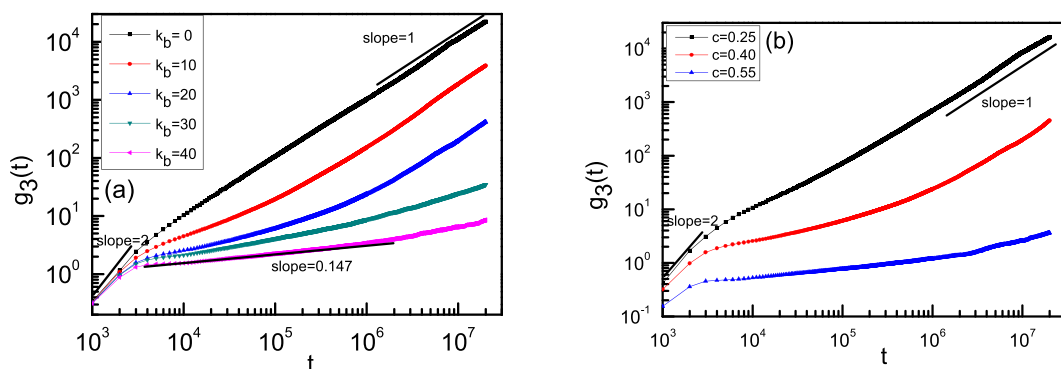 k_b= 0
k_b=10
k_b=20
k_b=30
k_b=40
(a)
slope=1
slope=2
slope=0.147
g_3(t)
10^4
10^3
10^2
10^1
10^0
10^3 10^4 10^5 10^6 10^7
t
c=0.25
c=0.40
c=0.55
(b)
slope=1
slope=2
g_3(t)
10^4
10^3
10^2
10^1
10^0
10^-1
10^3 10^4 10^5 10^6 10^7
t